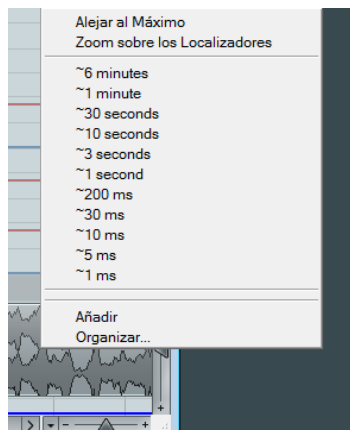 Alejar al Máximo
Zoom sobre los Localizadores
~6 minutes
~1 minute
~30 seconds
~10 seconds
~3 seconds
~1 second
~200 ms
~30 ms
~10 ms
~5 ms
~1 ms
Añadir
Organizar...